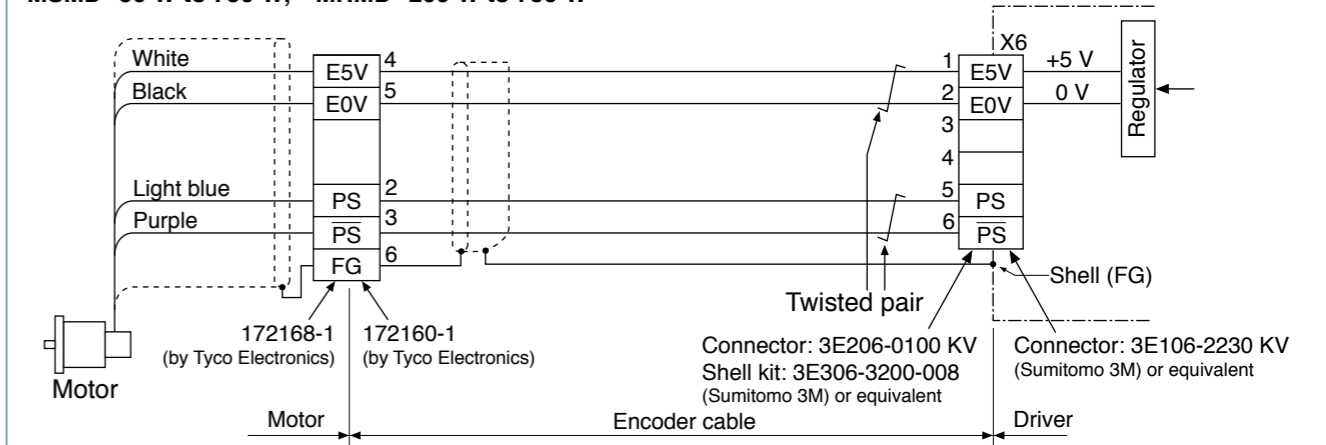 MSMD 50 W to 750 W, MHMD 200 W to 750 W
X6
White
4
E5V
1
E5V
+5 V
Black
5
E0V
2
E0V
0 V
Regulator
3
4
Light blue
2
PS
5
PS
Purple
3
PS
6
PS
FG
6
Shell (FG)
Twisted pair
172168-1
(by Tyco Electronics)
172160-1
(by Tyco Electronics)
Connector: 3E206-0100 KV
Shell kit: 3E306-3200-008
(Sumitomo 3M) or equivalent
Connector: 3E106-2230 KV
(Sumitomo 3M) or equivalent
Motor
Motor
Encoder cable
Driver